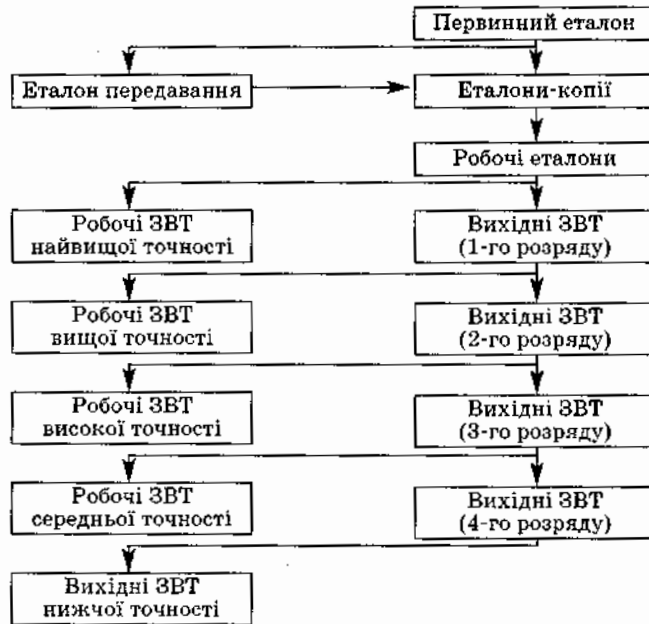 Первинний еталон
Еталон передавання
Еталони-копії
Робочі еталони
Робочі ЗВТ
найвищої точності
Вихідні ЗВТ
(1-го розряду)
Робочі ЗВТ
вищої точності
Вихідні ЗВТ
(2-го розряду)
Робочі ЗВТ
високої точності
Вихідні ЗВТ
(3-го розряду)
Робочі ЗВТ
середньої точності
Вихідні ЗВТ
(4-го розряду)
Вихідні ЗВТ
нижчої точності